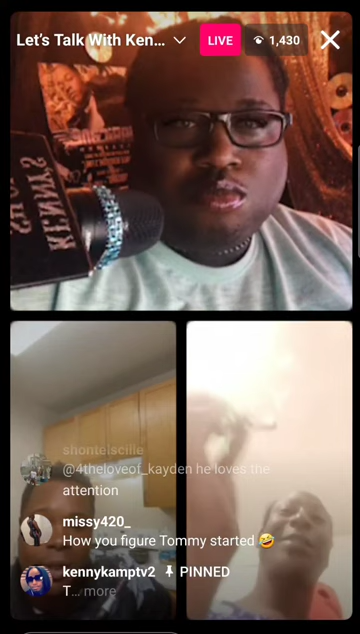 Let's Talk With Ken...
LIVE
1,430
KENNY'S
shontelscille
@4theloveof_kayden he loves the
attention
missy420_
How you figure Tommy started 🤣
kennykamptv2 PINNED
T... more